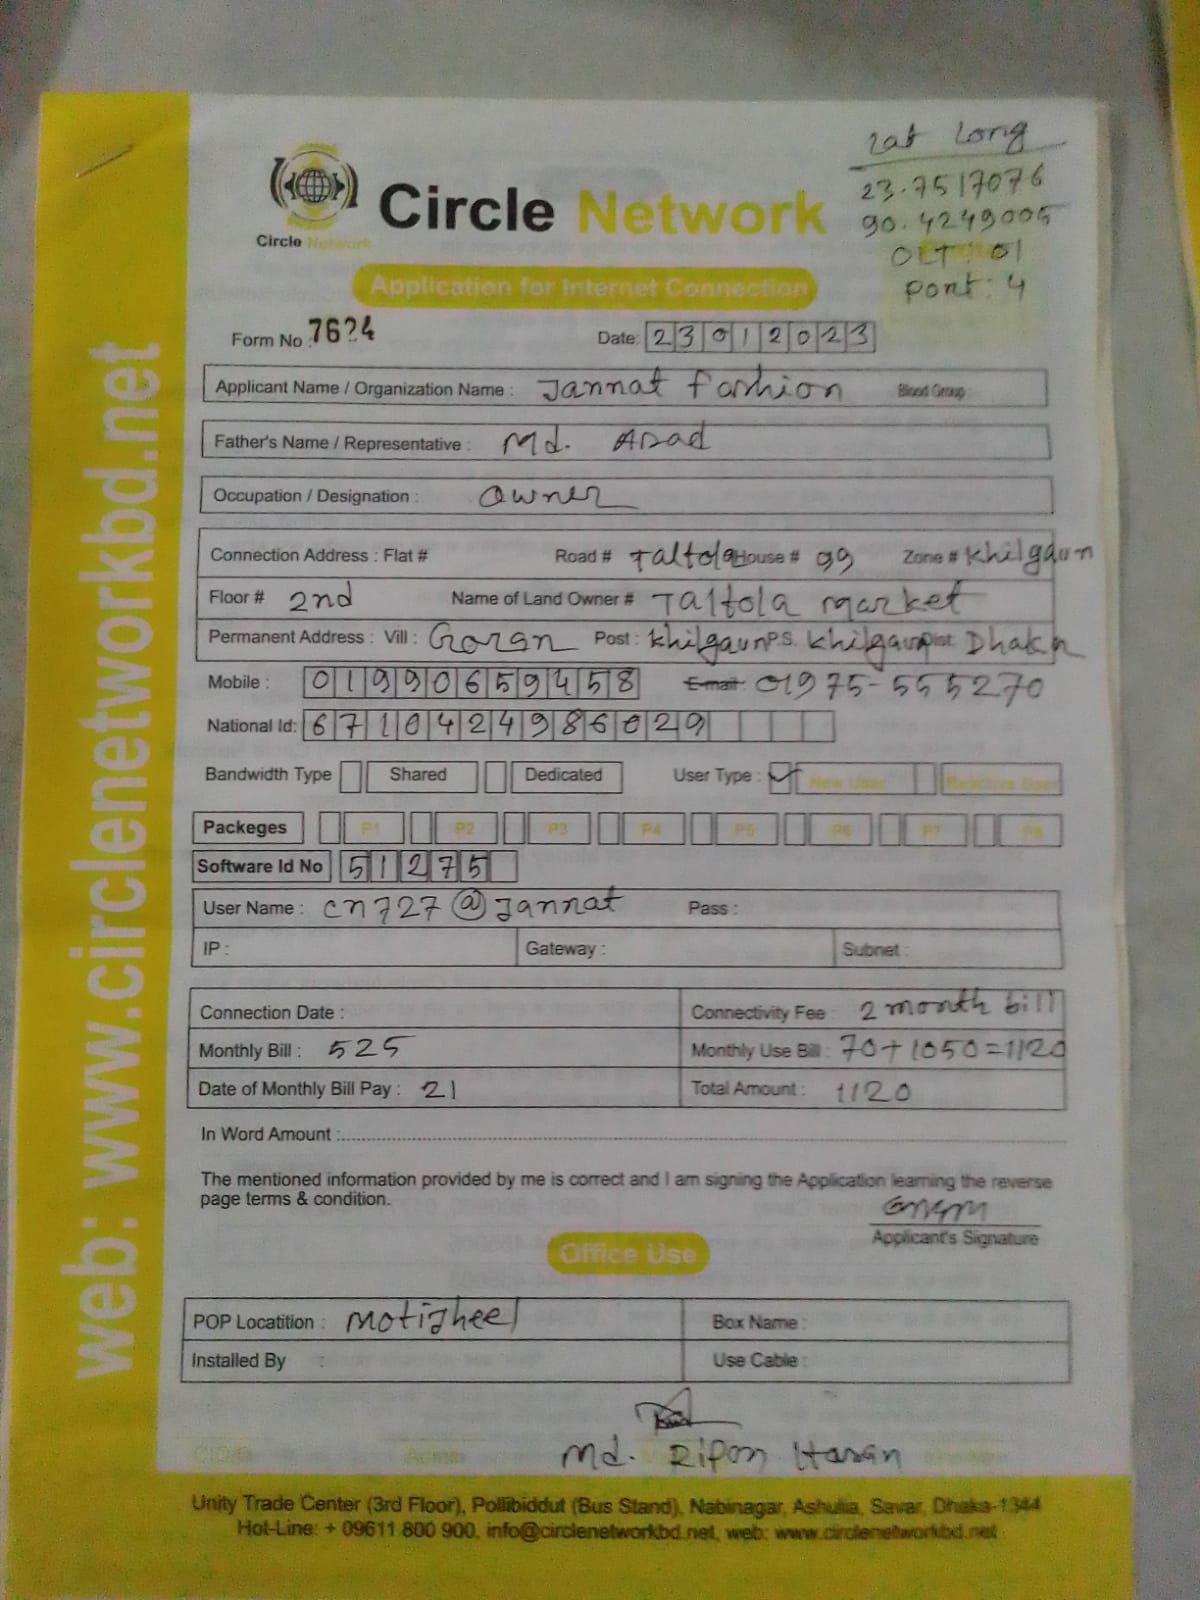 Lat Long
23.7517076
90.4249005
OLT: 01
Port: 4
Circle Network
Circle Network
Application for Internet Connection
Form No : 7624
Date: 23012023
Applicant Name / Organization Name : Jannat Fashion Blood Group :
Father's Name / Representative : Md. Asad
Occupation / Designation : Owner
Connection Address : Flat # Road # Taltola House # 99 Zone # Khilgaun
Floor # 2nd Name of Land Owner # Taltola market
Permanent Address : Vill : Goran Post : Khilgaun P.S. Khilgaun Dist. Dhaka
Mobile : 01990659458 E-mail: 01975-555270
National Id: 6710424986029
Bandwidth Type Shared Dedicated User Type : New User
Packeges P1 P2 P3 P4 P5 P6 P7 P8
Software Id No 51275
User Name : cn727@Jannat Pass :
IP : Gateway : Subnet :
Connection Date : Connectivity Fee : 2 month bill
Monthly Bill : 525 Monthly Use Bill : 70+1050=1120
Date of Monthly Bill Pay : 21 Total Amount : 1120
In Word Amount :
The mentioned information provided by me is correct and I am signing the Application learning the reverse
page terms & condition.
Applicant's Signature
Office Use
POP Locatition : Motijheel Box Name :
Installed By : Use Cable :
Md. Ripon Hasan
Admin
Unity Trade Center (3rd Floor), Pollibiddut (Bus Stand), Nabinagar, Ashulia, Savar, Dhaka-1344
Hot-Line: + 09611 800 900, info@circlenetworkbd.net, web: www.circlenetworkbd.net
web: www.circlenetworkbd.net